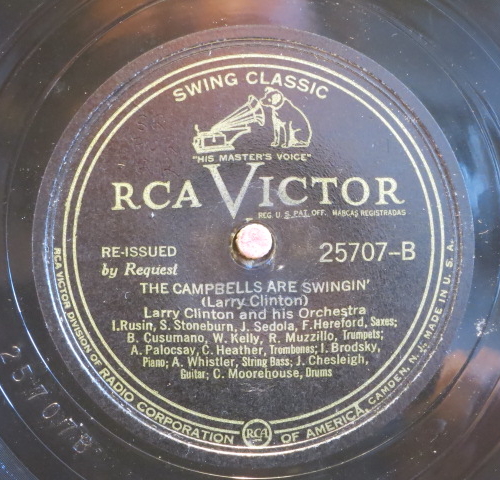 SWING CLASSIC
"HIS MASTER'S VOICE"
RCA VICTOR
REG. U.S. PAT. OFF. MARCAS REGISTRADAS
RE-ISSUED
by Request
25707-B
THE CAMPBELLS ARE SWINGIN'
(Larry Clinton)
Larry Clinton and his Orchestra
I.Rusin, S. Stoneburn, J. Sedola, F. Hereford, Saxes;
B. Cusumano, W. Kelly, R. Muzzillo, Trumpets;
A. Palocsay, C. Heather, Trombones; I. Brodsky,
Piano; A. Whistler, String Bass; J. Chesleigh,
Guitar; C. Moorehouse, Drums
RCA VICTOR DIVISION OF RADIO CORPORATION OF AMERICA, CAMDEN, N. J. MADE IN U. S. A.
RCA
25707B